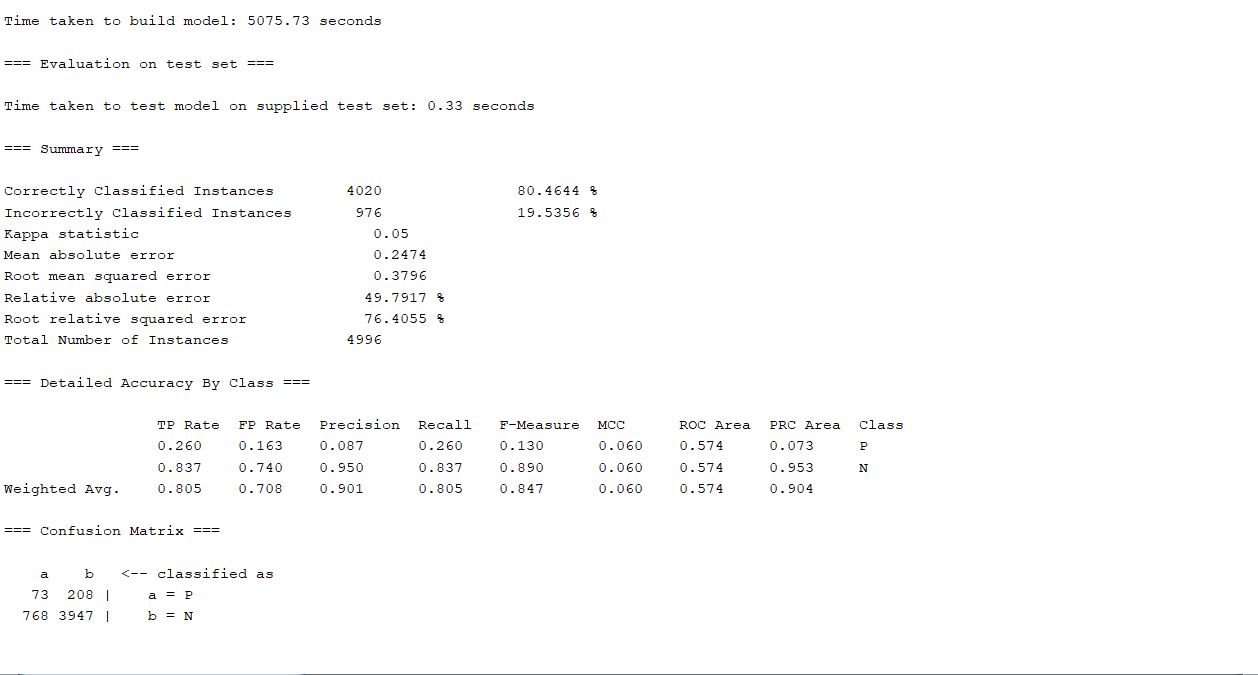 Time taken to build model: 5075.73 seconds
=== Evaluation on test set ===
Time taken to test model on supplied test set: 0.33 seconds
=== Summary ===
Correctly Classified Instances 4020 80.4644 %
Incorrectly Classified Instances 976 19.5356 %
Kappa statistic 0.05
Mean absolute error 0.2474
Root mean squared error 0.3796
Relative absolute error 49.7917 %
Root relative squared error 76.4055 %
Total Number of Instances 4996
=== Detailed Accuracy By Class ===
TP Rate FP Rate Precision Recall F-Measure MCC ROC Area PRC Area Class
0.260 0.163 0.087 0.260 0.130 0.060 0.574 0.073 P
0.837 0.740 0.950 0.837 0.890 0.060 0.574 0.953 N
Weighted Avg. 0.805 0.708 0.901 0.805 0.847 0.060 0.574 0.904
=== Confusion Matrix ===
a b <-- classified as
73 208 | a = P
768 3947 | b = N